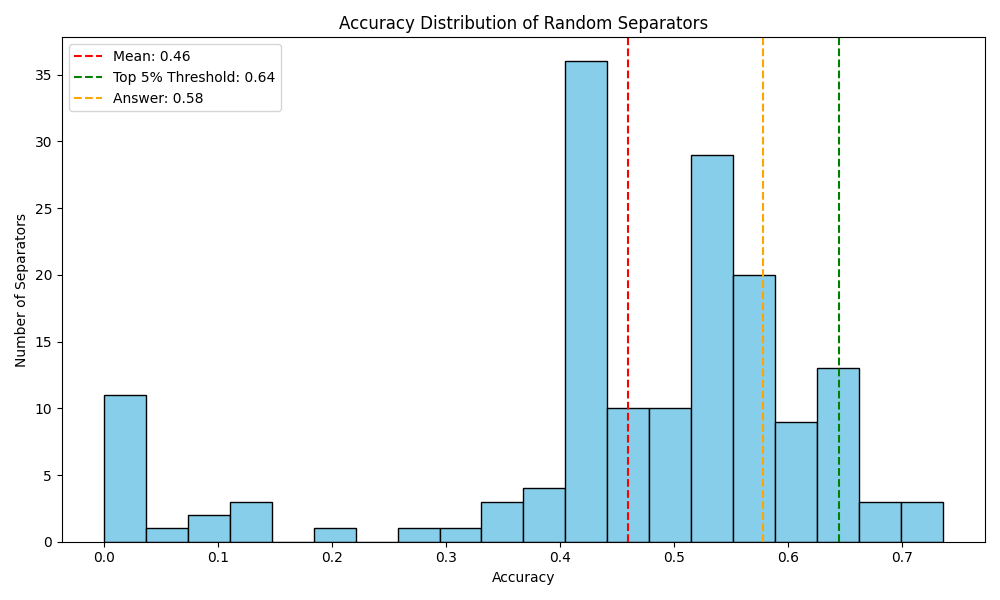 Accuracy Distribution of Random Separators
Mean: 0.46
Top 5% Threshold: 0.64
Answer: 0.58
Number of Separators
35
30
25
20
15
10
5
0
0.0 0.1 0.2 0.3 0.4 0.5 0.6 0.7
Accuracy